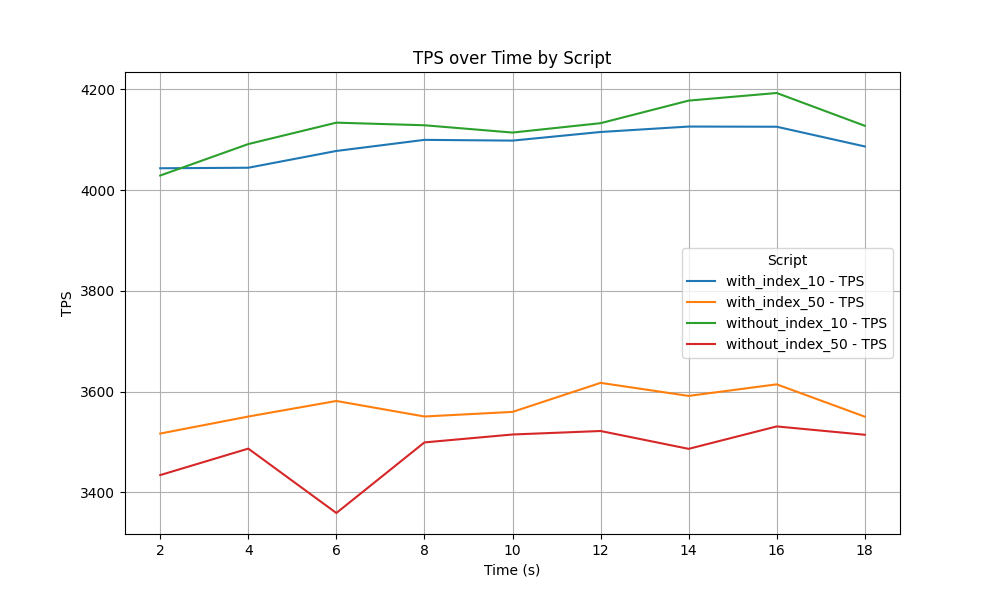 TPS over Time by Script
4200
4000
3800
3600
3400
TPS
Script
with_index_10 - TPS
with_index_50 - TPS
without_index_10 - TPS
without_index_50 - TPS
2 4 6 8 10 12 14 16 18
Time (s)